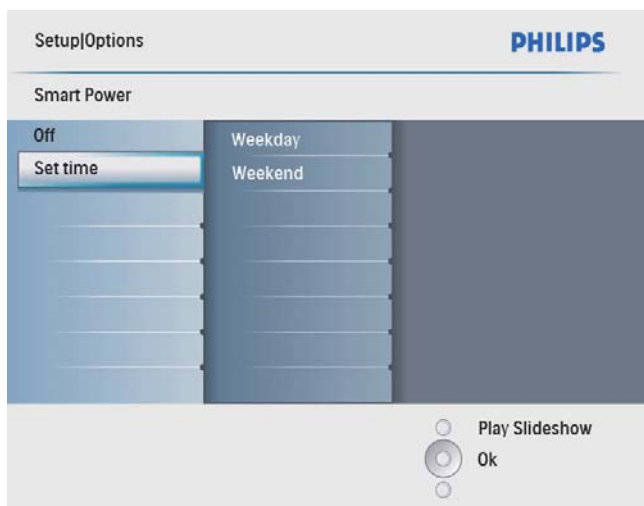 Setup|Options
PHILIPS
Smart Power
Off
Set time
Weekday
Weekend
Play Slideshow
Ok